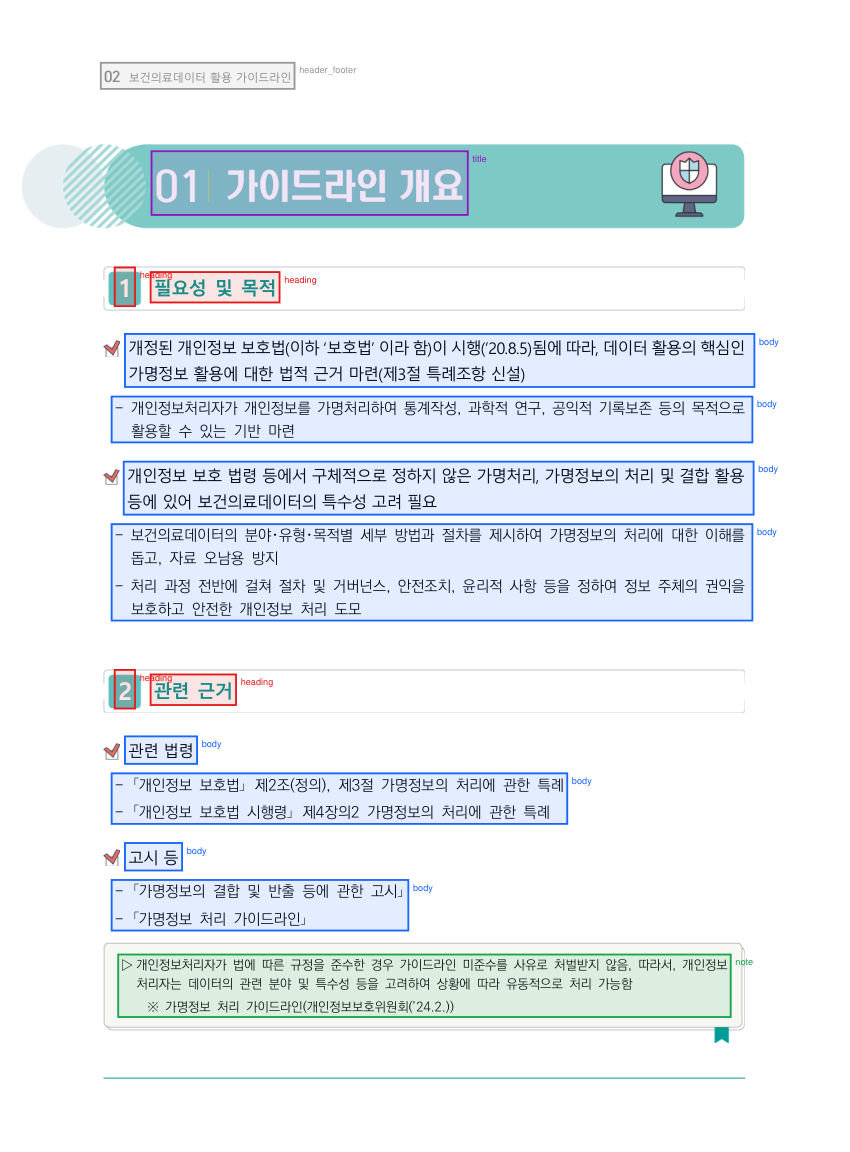 02 보건의료데이터 활용 가이드라인
header_footer
01 가이드라인 개요
title
1 필요성 및 목적
heading
heading
개정된 개인정보 보호법(이하 ‘보호법‘ 이라 함)이 시행(’20.8.5)됨에 따라, 데이터 활용의 핵심인
가명정보 활용에 대한 법적 근거 마련(제3절 특례조항 신설)
body
- 개인정보처리자가 개인정보를 가명처리하여 통계작성, 과학적 연구, 공익적 기록보존 등의 목적으로
활용할 수 있는 기반 마련
body
개인정보 보호 법령 등에서 구체적으로 정하지 않은 가명처리, 가명정보의 처리 및 결합 활용
등에 있어 보건의료데이터의 특수성 고려 필요
body
- 보건의료데이터의 분야·유형·목적별 세부 방법과 절차를 제시하여 가명정보의 처리에 대한 이해를
돕고, 자료 오남용 방지
- 처리 과정 전반에 걸쳐 절차 및 거버넌스, 안전조치, 윤리적 사항 등을 정하여 정보 주체의 권익을
보호하고 안전한 개인정보 처리 도모
body
2 관련 근거
heading
heading
관련 법령
body
-「개인정보 보호법」제2조(정의), 제3절 가명정보의 처리에 관한 특례
-「개인정보 보호법 시행령」제4장의2 가명정보의 처리에 관한 특례
body
고시 등
body
-「가명정보의 결합 및 반출 등에 관한 고시」
-「가명정보 처리 가이드라인」
body
▷ 개인정보처리자가 법에 따른 규정을 준수한 경우 가이드라인 미준수를 사유로 처벌받지 않음, 따라서, 개인정보
처리자는 데이터의 관련 분야 및 특수성 등을 고려하여 상황에 따라 유동적으로 처리 가능함
※ 가명정보 처리 가이드라인(개인정보보호위원회(’24.2.))
note